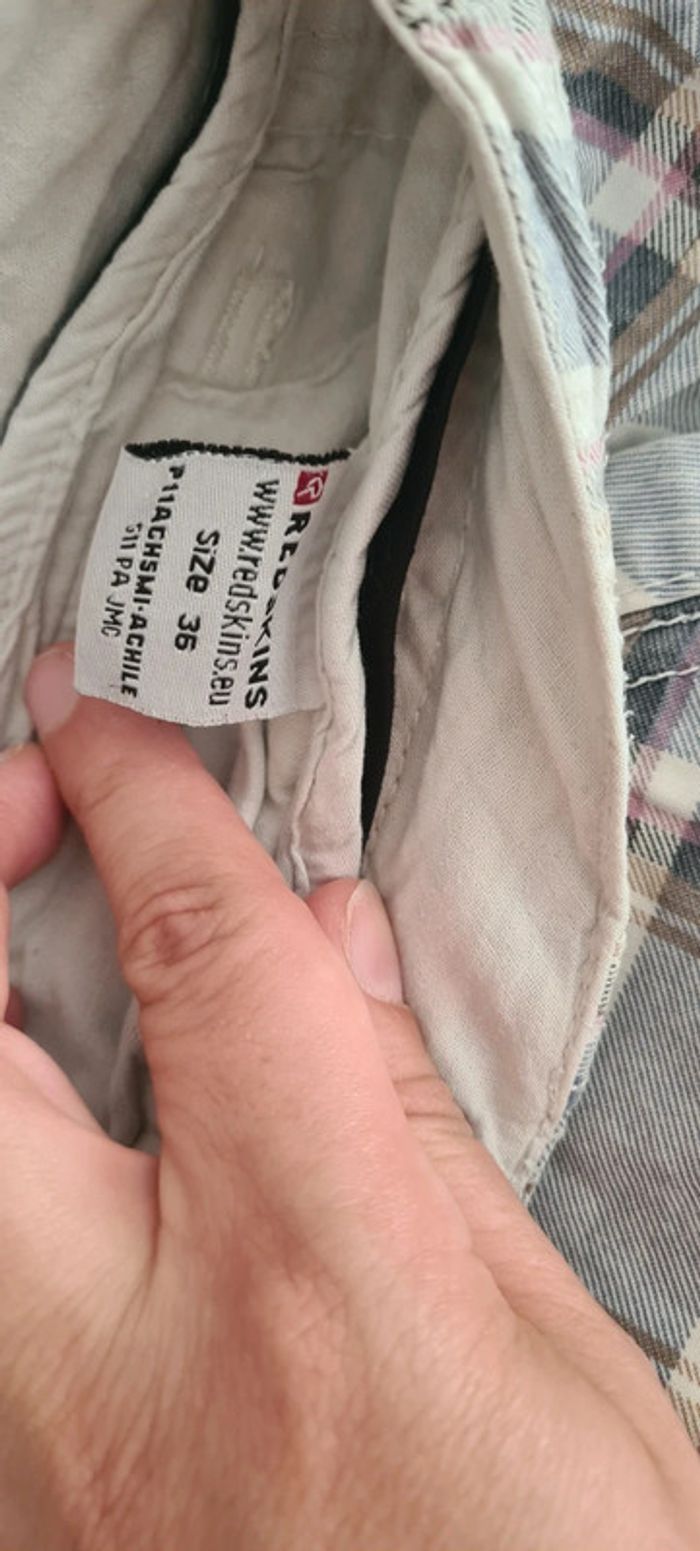 REDSKINS
www.redskins.eu
Size 36
P11ACHSMI-ACHILE
511 PA JMC